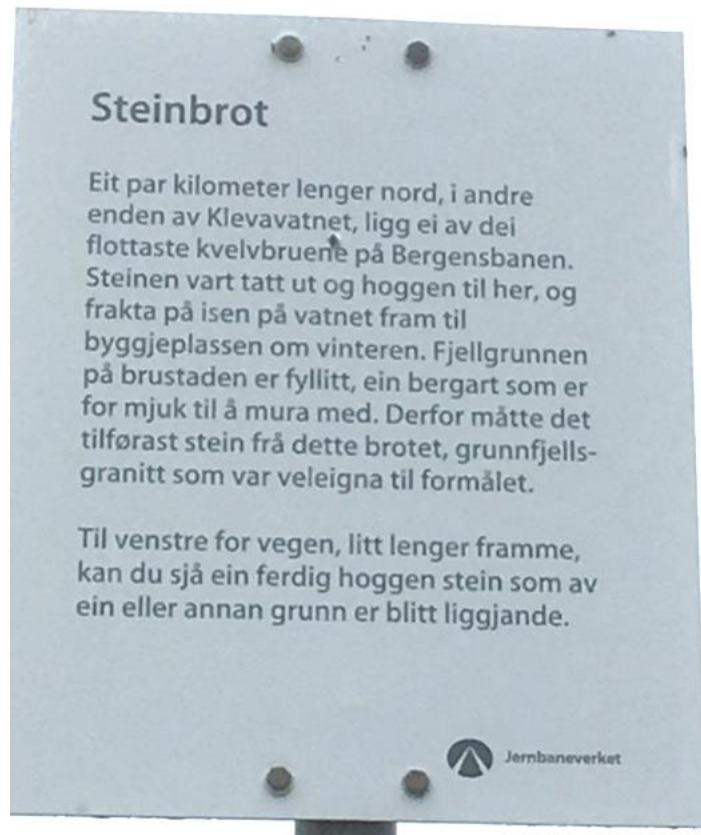 Steinbrot
Eit par kilometer lenger nord, i andre
enden av Klevavatnet, ligg ei av dei
flottaste kvelvbruene på Bergensbanen.
Steinen vart tatt ut og hoggen til her, og
frakta på isen på vatnet fram til
byggjeplassen om vinteren. Fjellgrunnen
på brustaden er fyllitt, ein bergart som er
for mjuk til å mura med. Derfor måtte det
tilførast stein frå dette brotet, grunnfjells-
granitt som var veleigna til formålet.
Til venstre for vegen, litt lenger framme,
kan du sjå ein ferdig hoggen stein som av
ein eller annan grunn er blitt liggjande.
Jernbaneverket